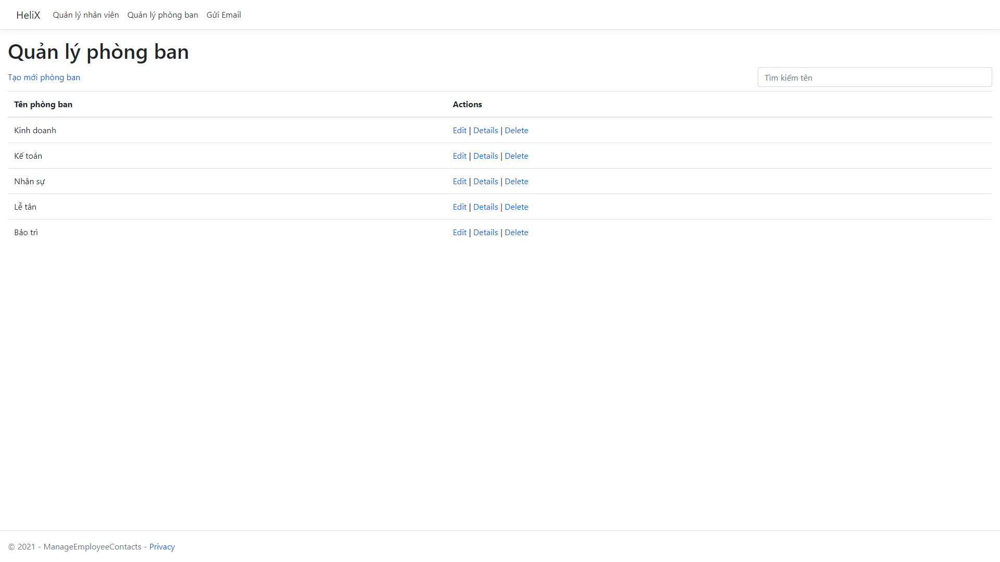 HeliX Quản lý nhân viên Quản lý phòng ban Gửi Email
Quản lý phòng ban
Tạo mới phòng ban Tìm kiếm tên
Tên phòng ban Actions
Kinh doanh Edit | Details | Delete
Kế toán Edit | Details | Delete
Nhân sự Edit | Details | Delete
Lễ tân Edit | Details | Delete
Bảo trì Edit | Details | Delete
© 2021 - ManageEmployeeContacts - Privacy